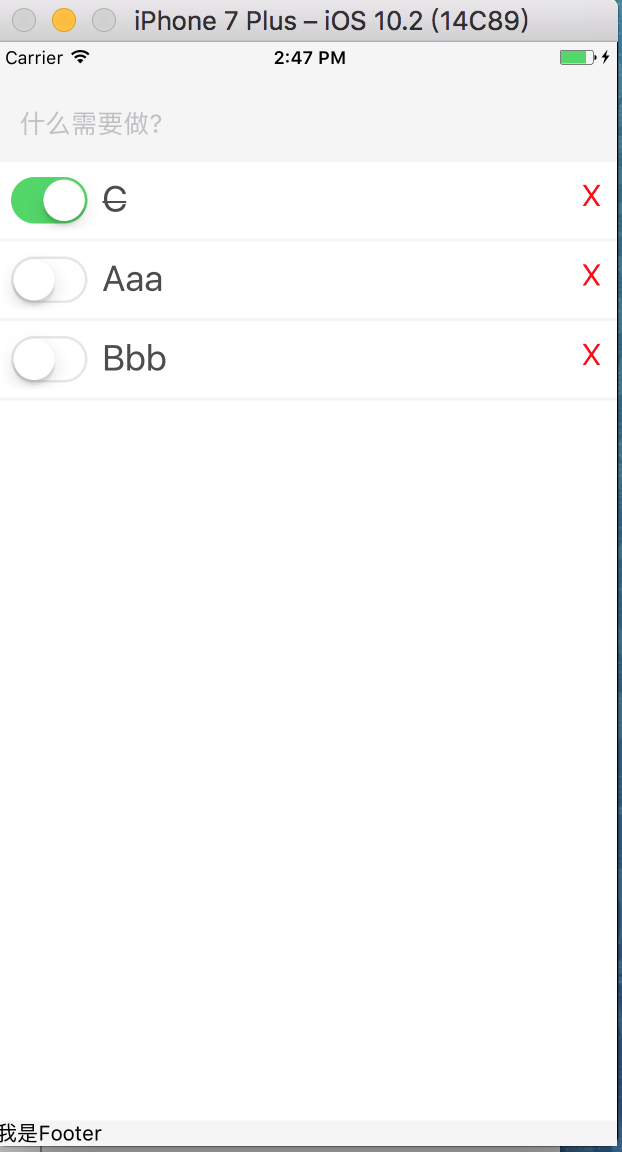 iPhone 7 Plus – iOS 10.2 (14C89)
Carrier 2:47 PM
什么需要做?
C X
Aaa X
Bbb X
我是Footer